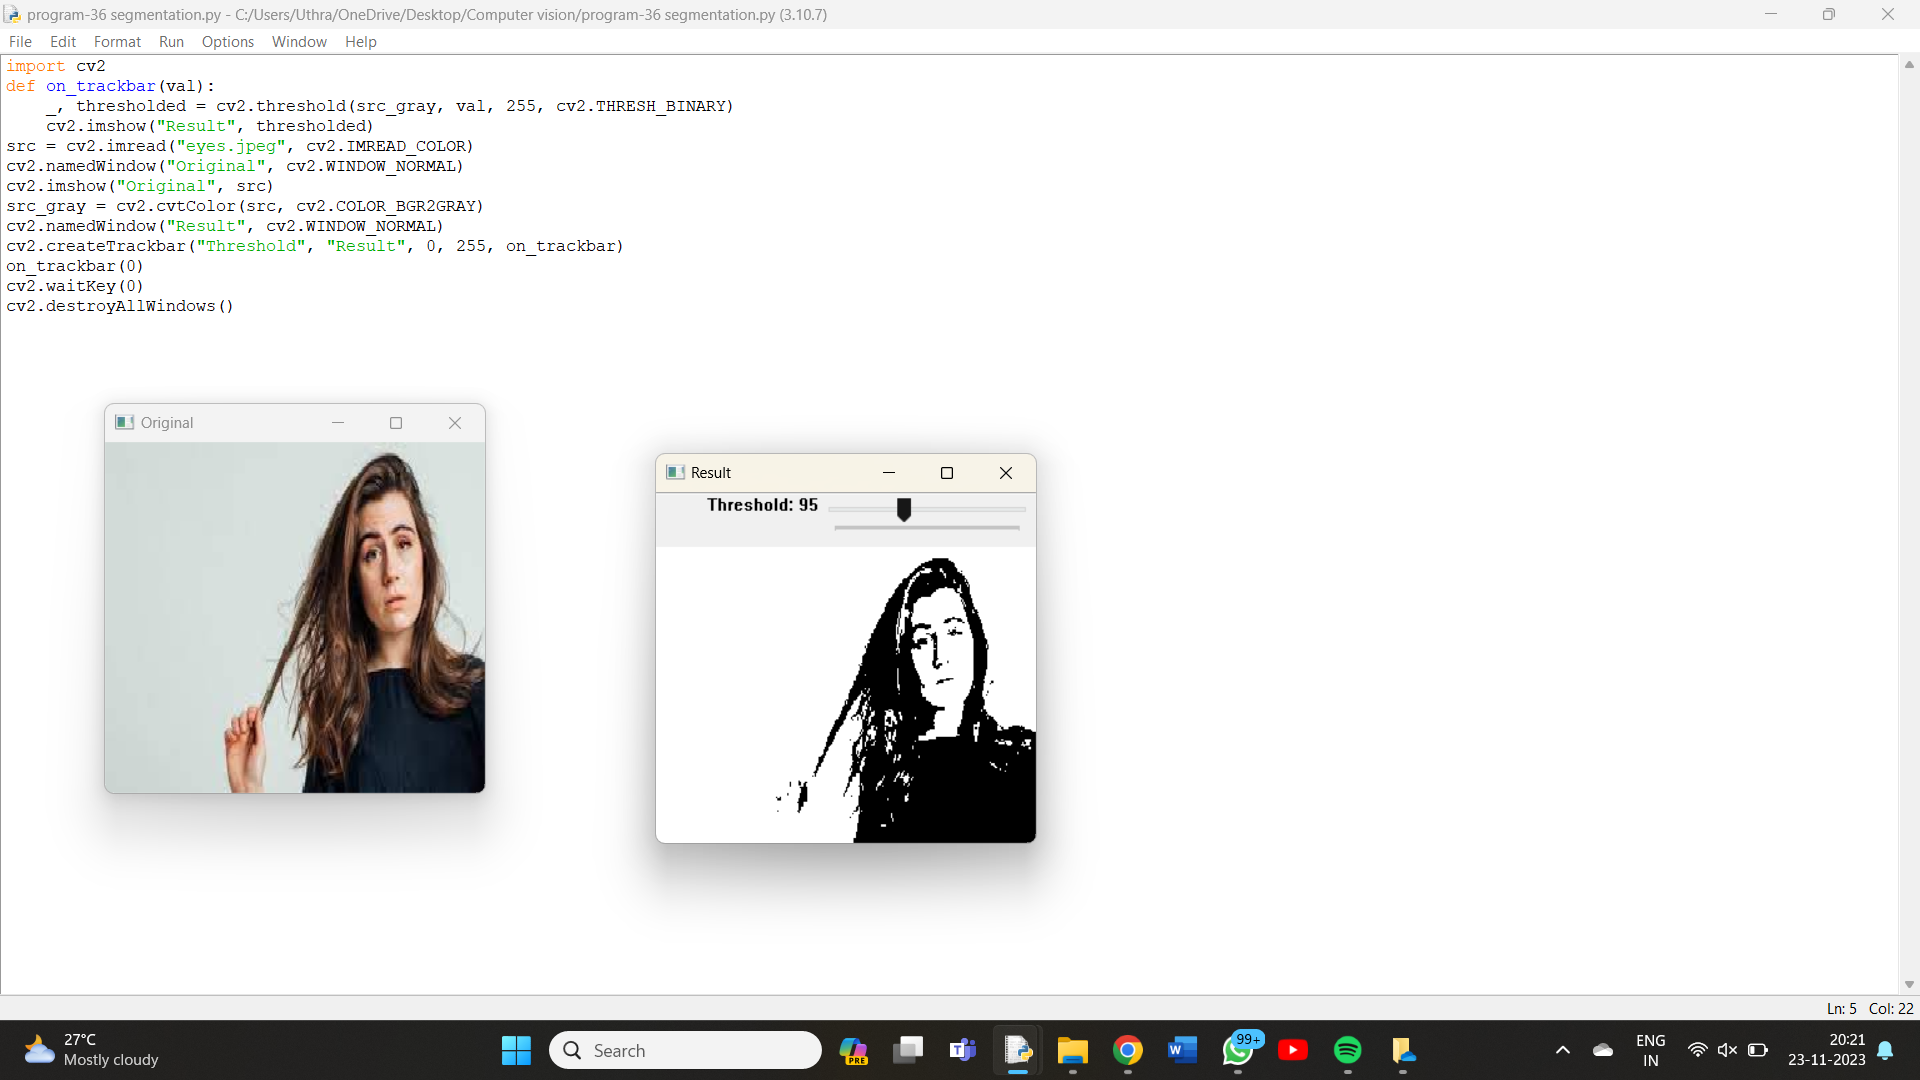 program-36 segmentation.py - C:/Users/Uthra/OneDrive/Desktop/Computer vision/program-36 segmentation.py (3.10.7)
File Edit Format Run Options Window Help
import cv2
def on_trackbar(val):
    _, thresholded = cv2.threshold(src_gray, val, 255, cv2.THRESH_BINARY)
    cv2.imshow("Result", thresholded)
src = cv2.imread("eyes.jpeg", cv2.IMREAD_COLOR)
cv2.namedWindow("Original", cv2.WINDOW_NORMAL)
cv2.imshow("Original", src)
src_gray = cv2.cvtColor(src, cv2.COLOR_BGR2GRAY)
cv2.namedWindow("Result", cv2.WINDOW_NORMAL)
cv2.createTrackbar("Threshold", "Result", 0, 255, on_trackbar)
on_trackbar(0)
cv2.waitKey(0)
cv2.destroyAllWindows()
Original
Result
Threshold: 95
Ln: 5 Col: 22
27°C
Mostly cloudy
Search
PRE
99+
ENG
IN
20:21
23-11-2023